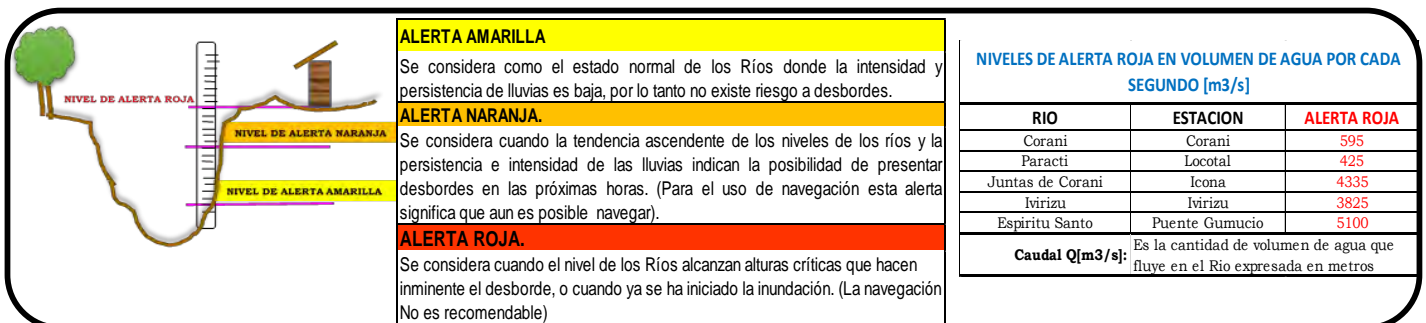 NIVEL DE ALERTA ROJA
NIVEL DE ALERTA NARANJA
NIVEL DE ALERTA AMARILLA
ALERTA AMARILLA
Se considera como el estado normal de los Ríos donde la intensidad y
persistencia de lluvias es baja, por lo tanto no existe riesgo a desbordes.
ALERTA NARANJA.
Se considera cuando la tendencia ascendente de los niveles de los ríos y la
persistencia e intensidad de las lluvias indican la posibilidad de presentar
desbordes en las próximas horas. (Para el uso de navegación esta alerta
significa que aun es posible navegar).
ALERTA ROJA.
Se considera cuando el nivel de los Ríos alcanzan alturas críticas que hacen
inminente el desborde, o cuando ya se ha iniciado la inundación. (La navegación
No es recomendable)
NIVELES DE ALERTA ROJA EN VOLUMEN DE AGUA POR CADA
SEGUNDO [m3/s]
RIO ESTACION ALERTA ROJA
Corani Corani 595
Paracti Locotal 425
Juntas de Corani Icona 4335
Ivirizu Ivirizu 3825
Espiritu Santo Puente Gumucio 5100
Caudal Q[m3/s]: Es la cantidad de volumen de agua que
fluye en el Rio expresada en metros